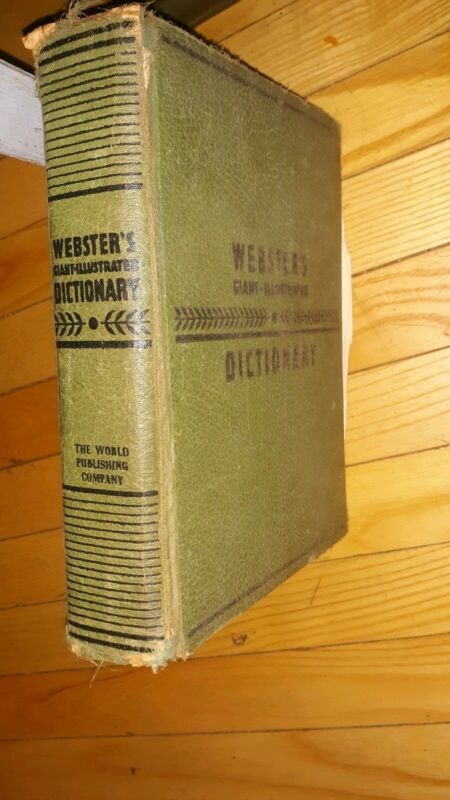 WEBSTER'S
GIANT-ILLUSTRATED
DICTIONARY
THE WORLD
PUBLISHING
COMPANY
WEBSTER'S
GIANT-ILLUSTRATED
DICTIONARY